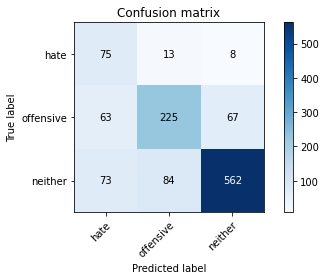 Confusion matrix
hate 75 13 8
offensive 63 225 67
neither 73 84 562
True label
hate offensive neither
Predicted label
500
400
300
200
100